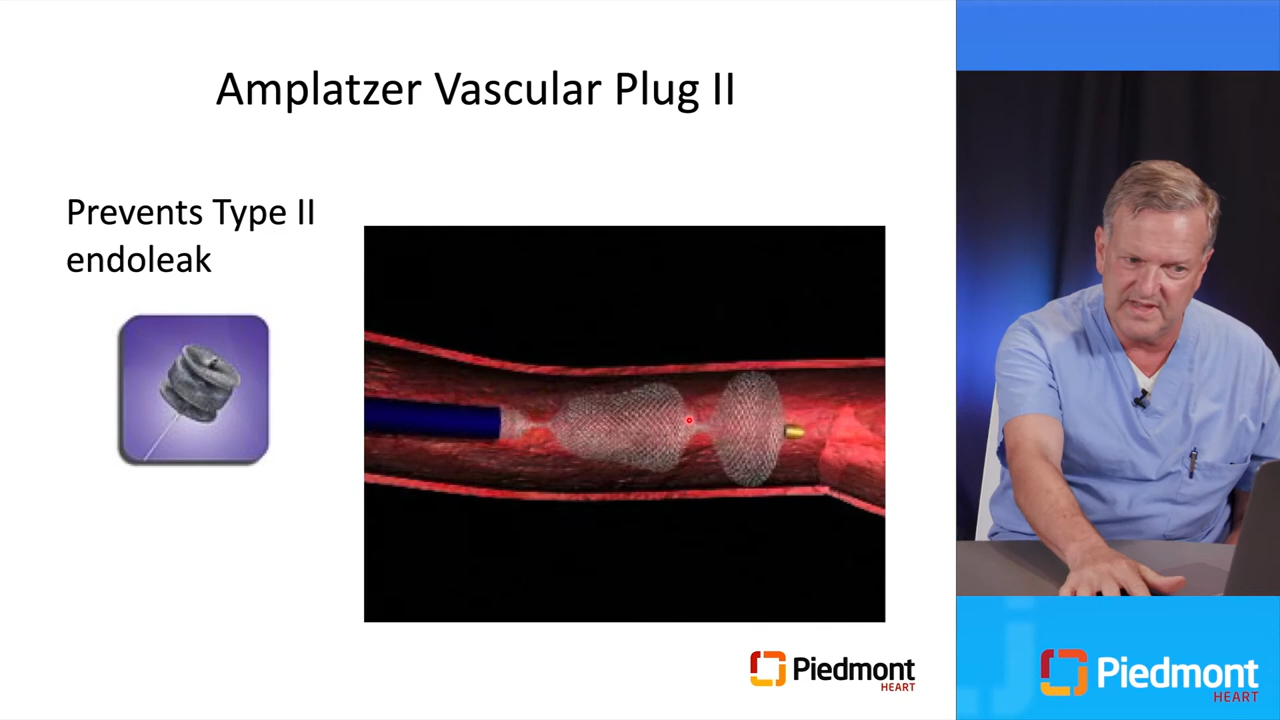 Amplatzer Vascular Plug II
Prevents Type II
endoleak
Piedmont
HEART
Piedmont
HEART